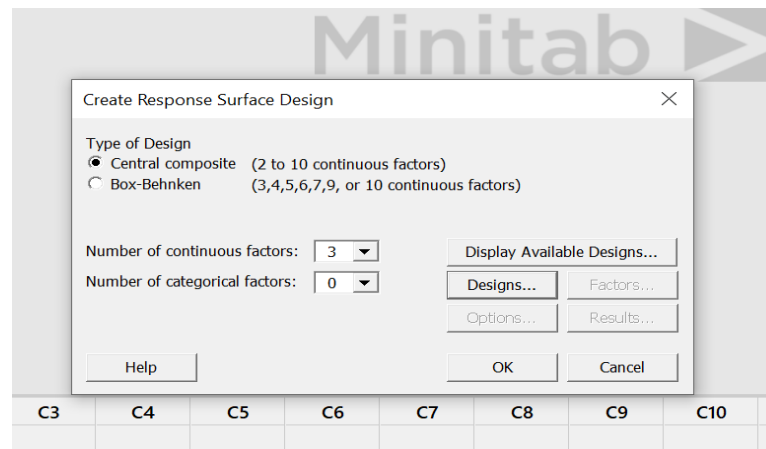 Minitab
Create Response Surface Design
Type of Design
Central composite (2 to 10 continuous factors)
Box-Behnken (3,4,5,6,7,9, or 10 continuous factors)
Number of continuous factors: 3
Display Available Designs...
Number of categorical factors: 0
Designs... Factors...
Options... Results...
Help OK Cancel
C3 C4 C5 C6 C7 C8 C9 C10